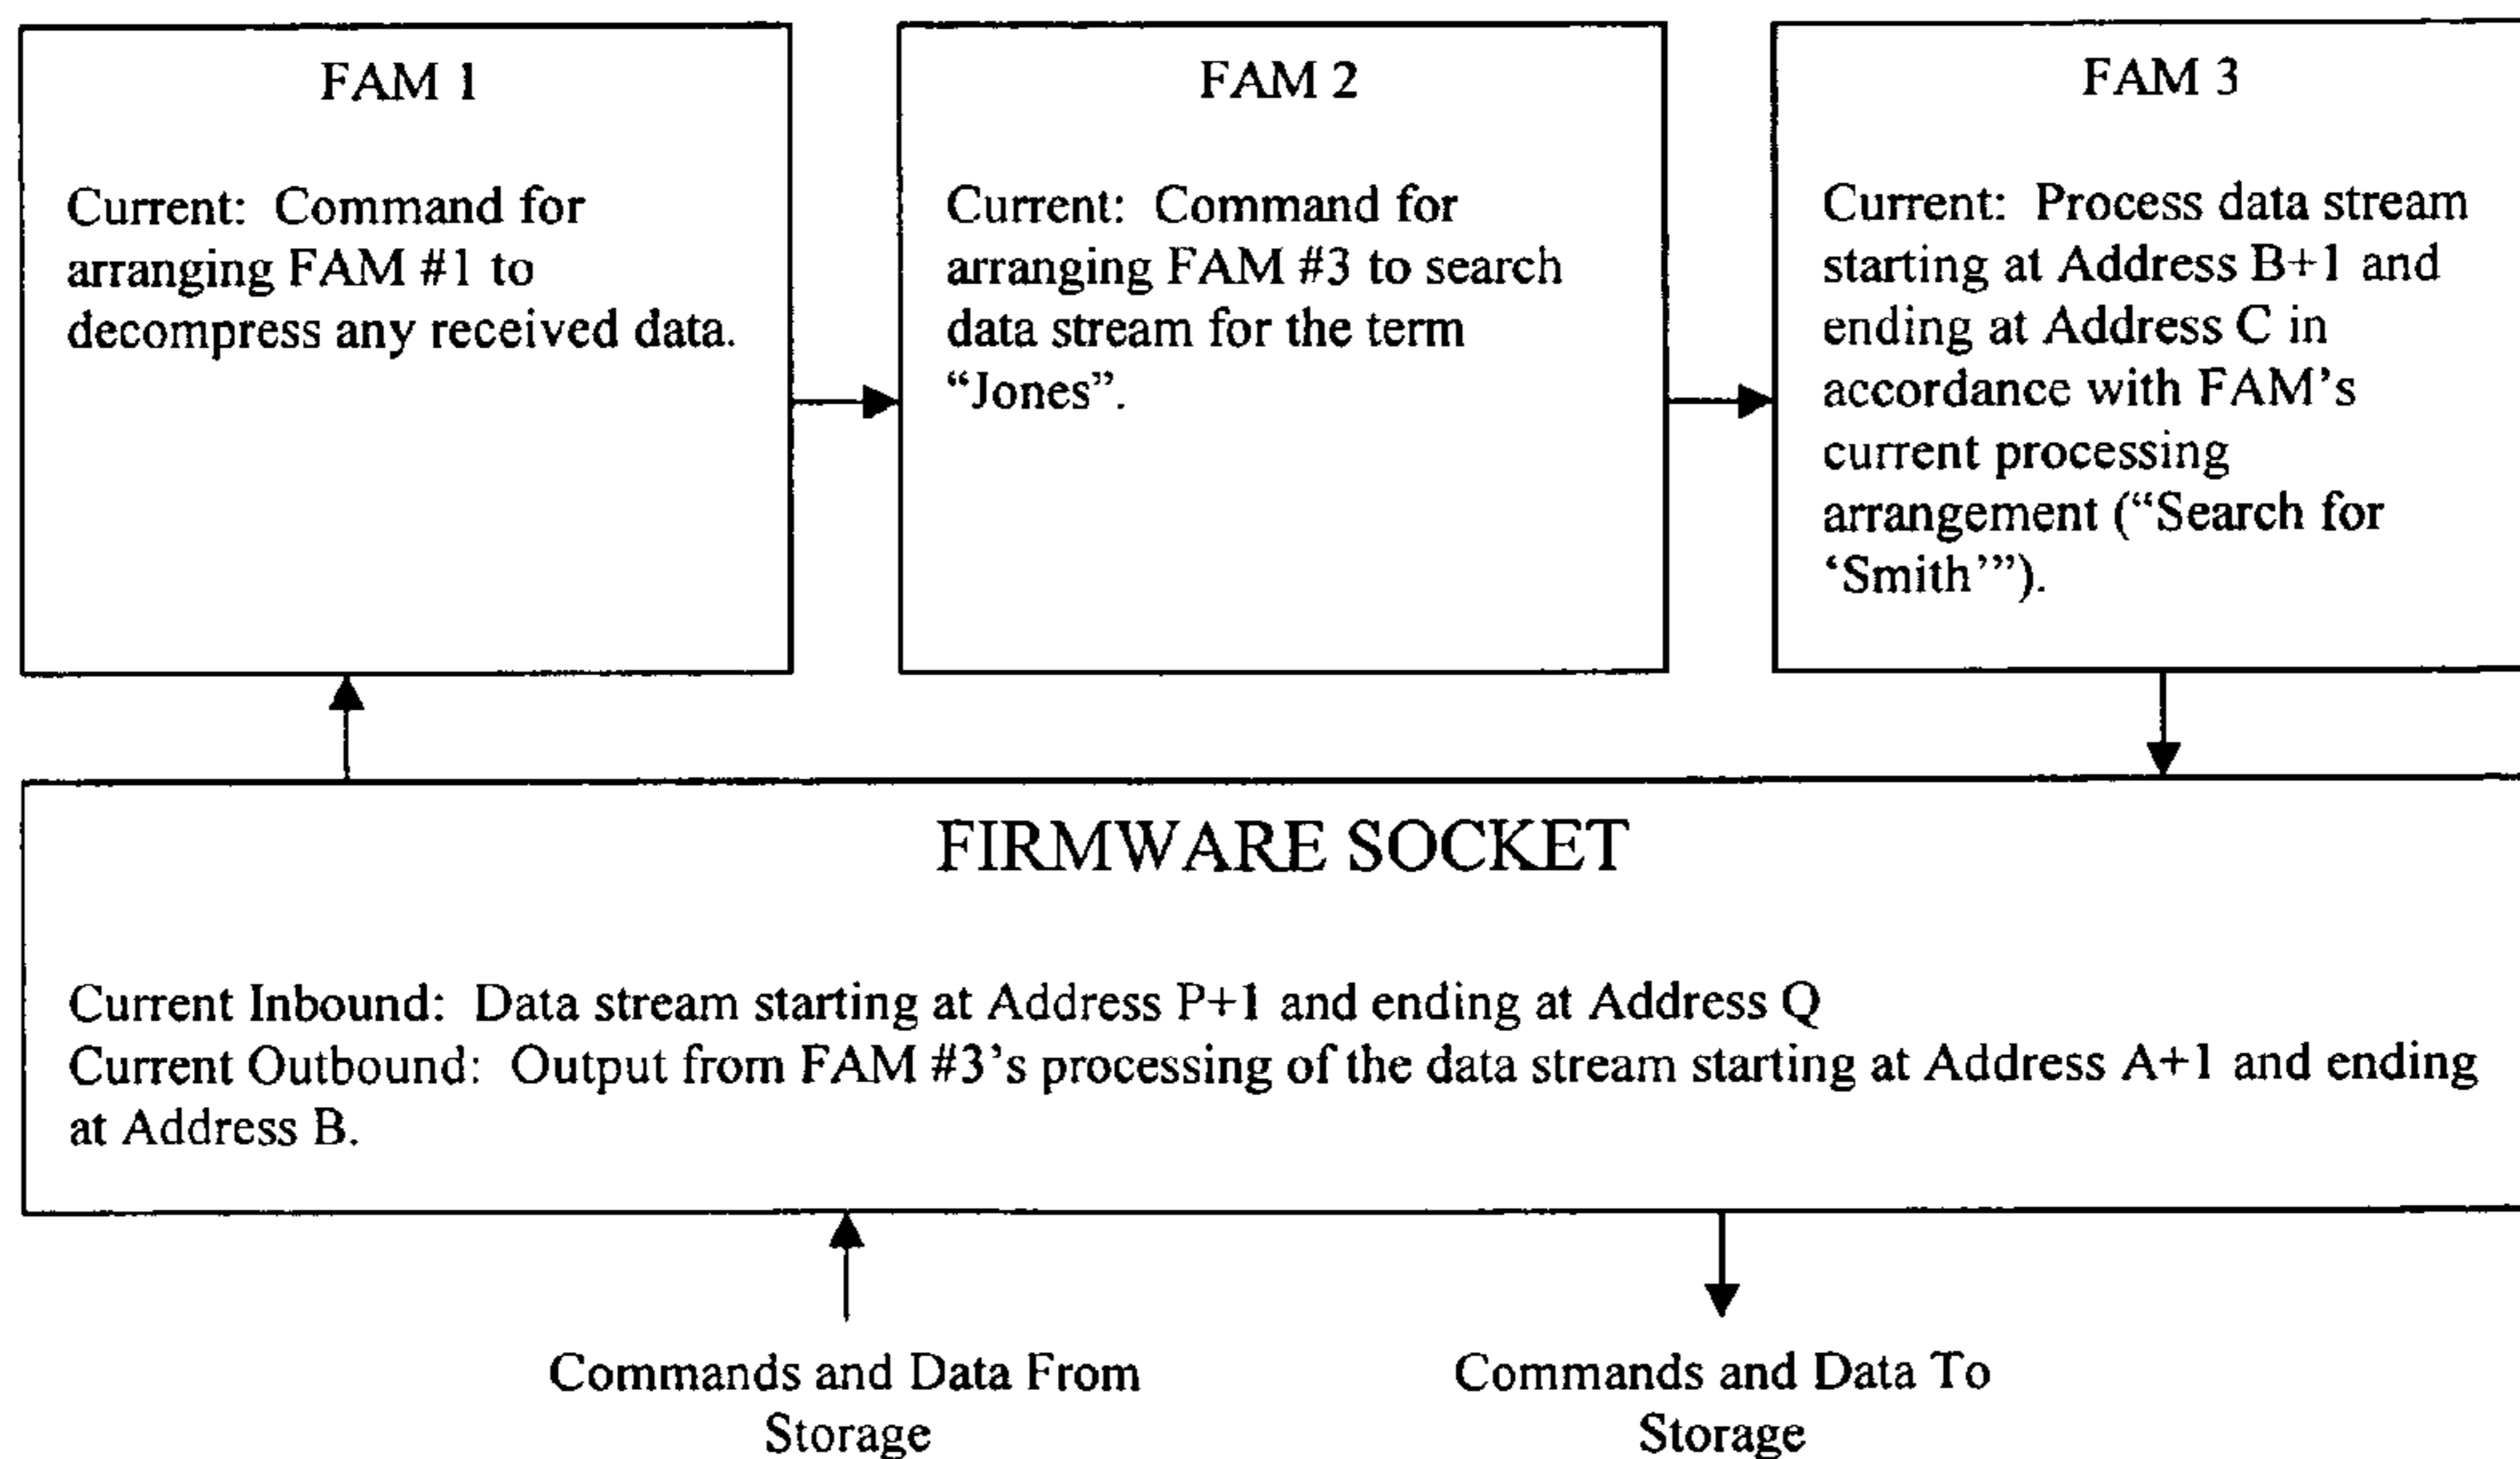 FAM 1
Current: Command for
arranging FAM #1 to
decompress any received data.
FAM 2
Current: Command for
arranging FAM #3 to search
data stream for the term
“Jones”.
FAM 3
Current: Process data stream
starting at Address B+1 and
ending at Address C in
accordance with FAM’s
current processing
arrangement (“Search for
‘Smith’”).
FIRMWARE SOCKET
Current Inbound: Data stream starting at Address P+1 and ending at Address Q
Current Outbound: Output from FAM #3’s processing of the data stream starting at Address A+1 and ending
at Address B.
Commands and Data From
Storage
Commands and Data To
Storage